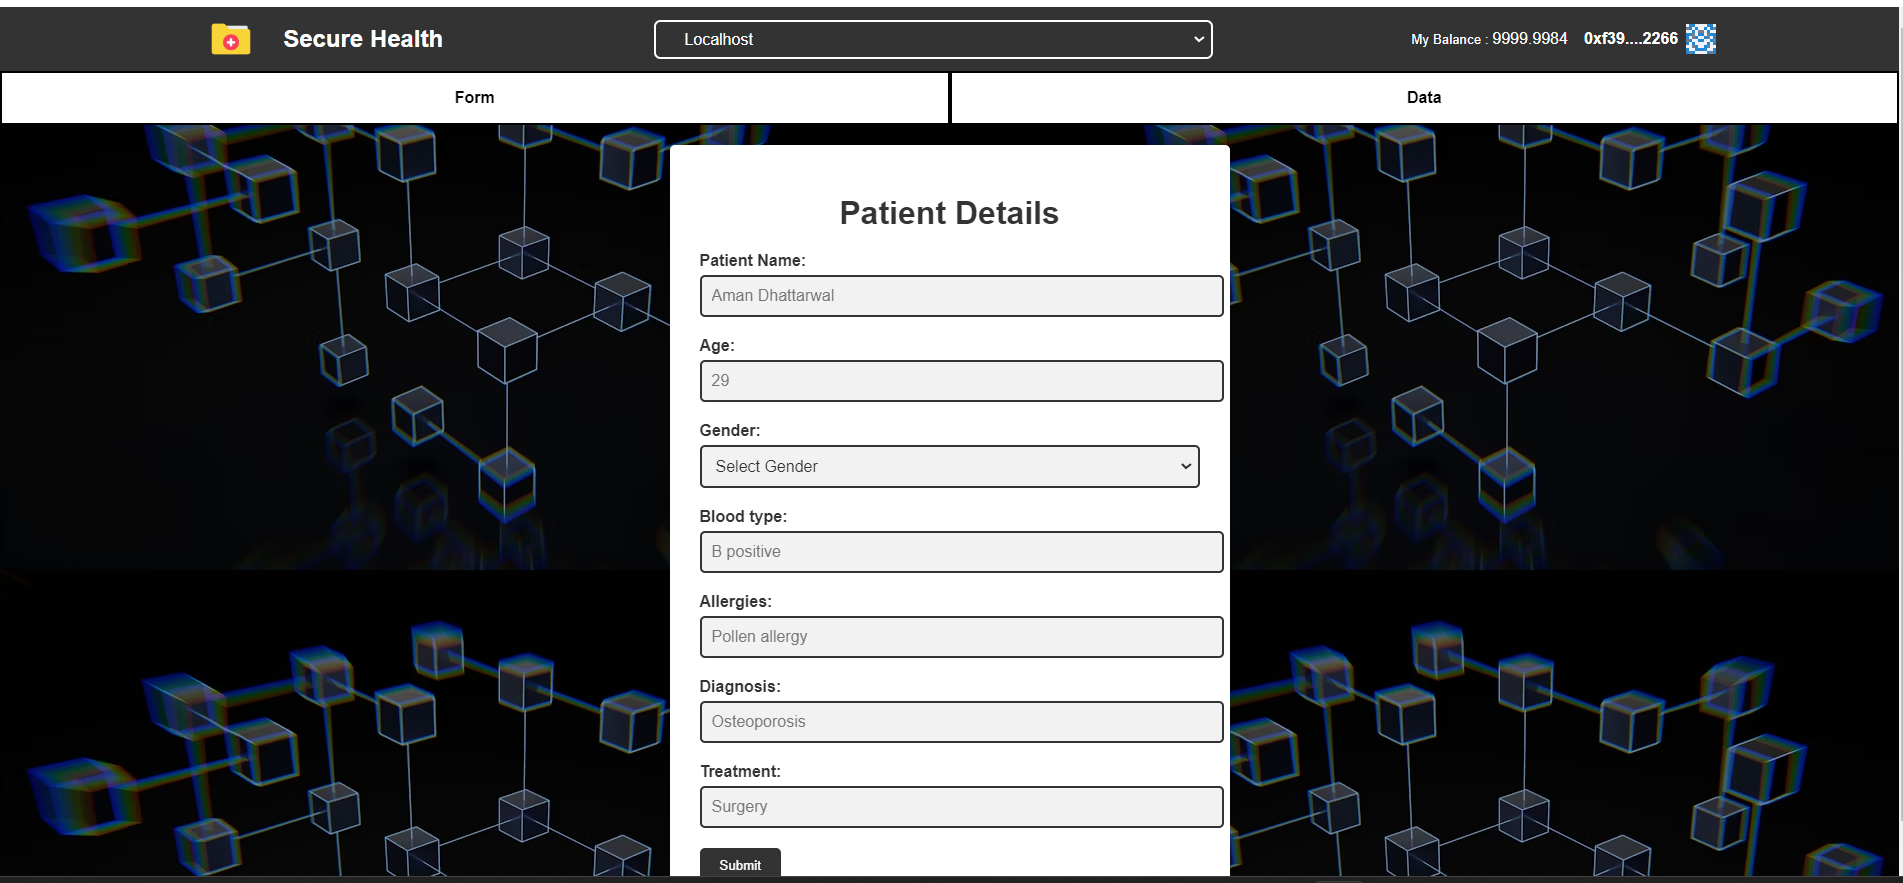 Secure Health
Localhost
My Balance : 9999.9984 0xf39....2266
Form
Data
Patient Details
Patient Name:
Aman Dhattarwal
Age:
29
Gender:
Select Gender
Blood type:
B positive
Allergies:
Pollen allergy
Diagnosis:
Osteoporosis
Treatment:
Surgery
Submit